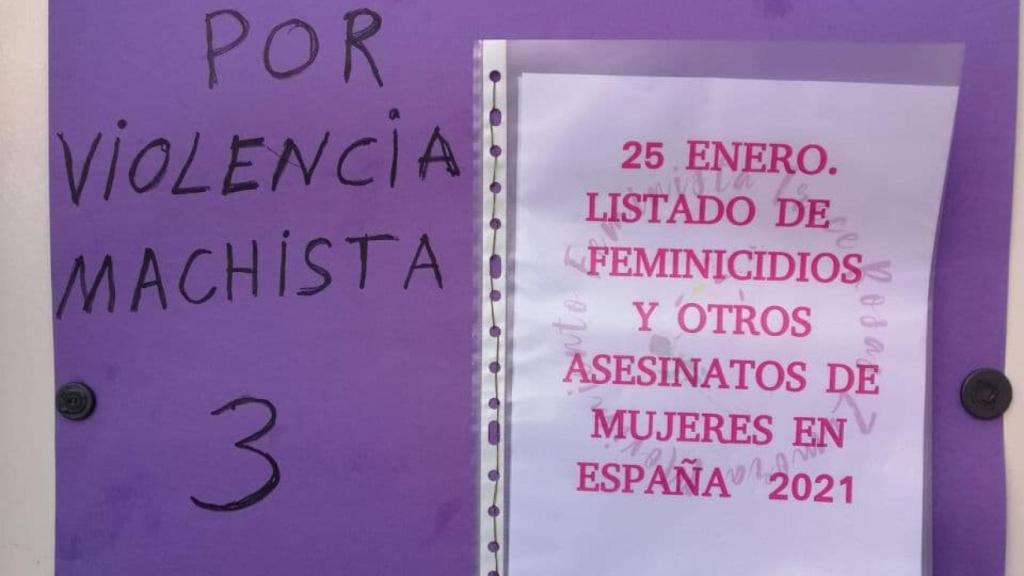 POR
VIOLENCIA
MACHISTA
3
25 ENERO.
LISTADO DE
FEMINICIDIOS
Y OTROS
ASESINATOS DE
MUJERES EN
ESPAÑA 2021